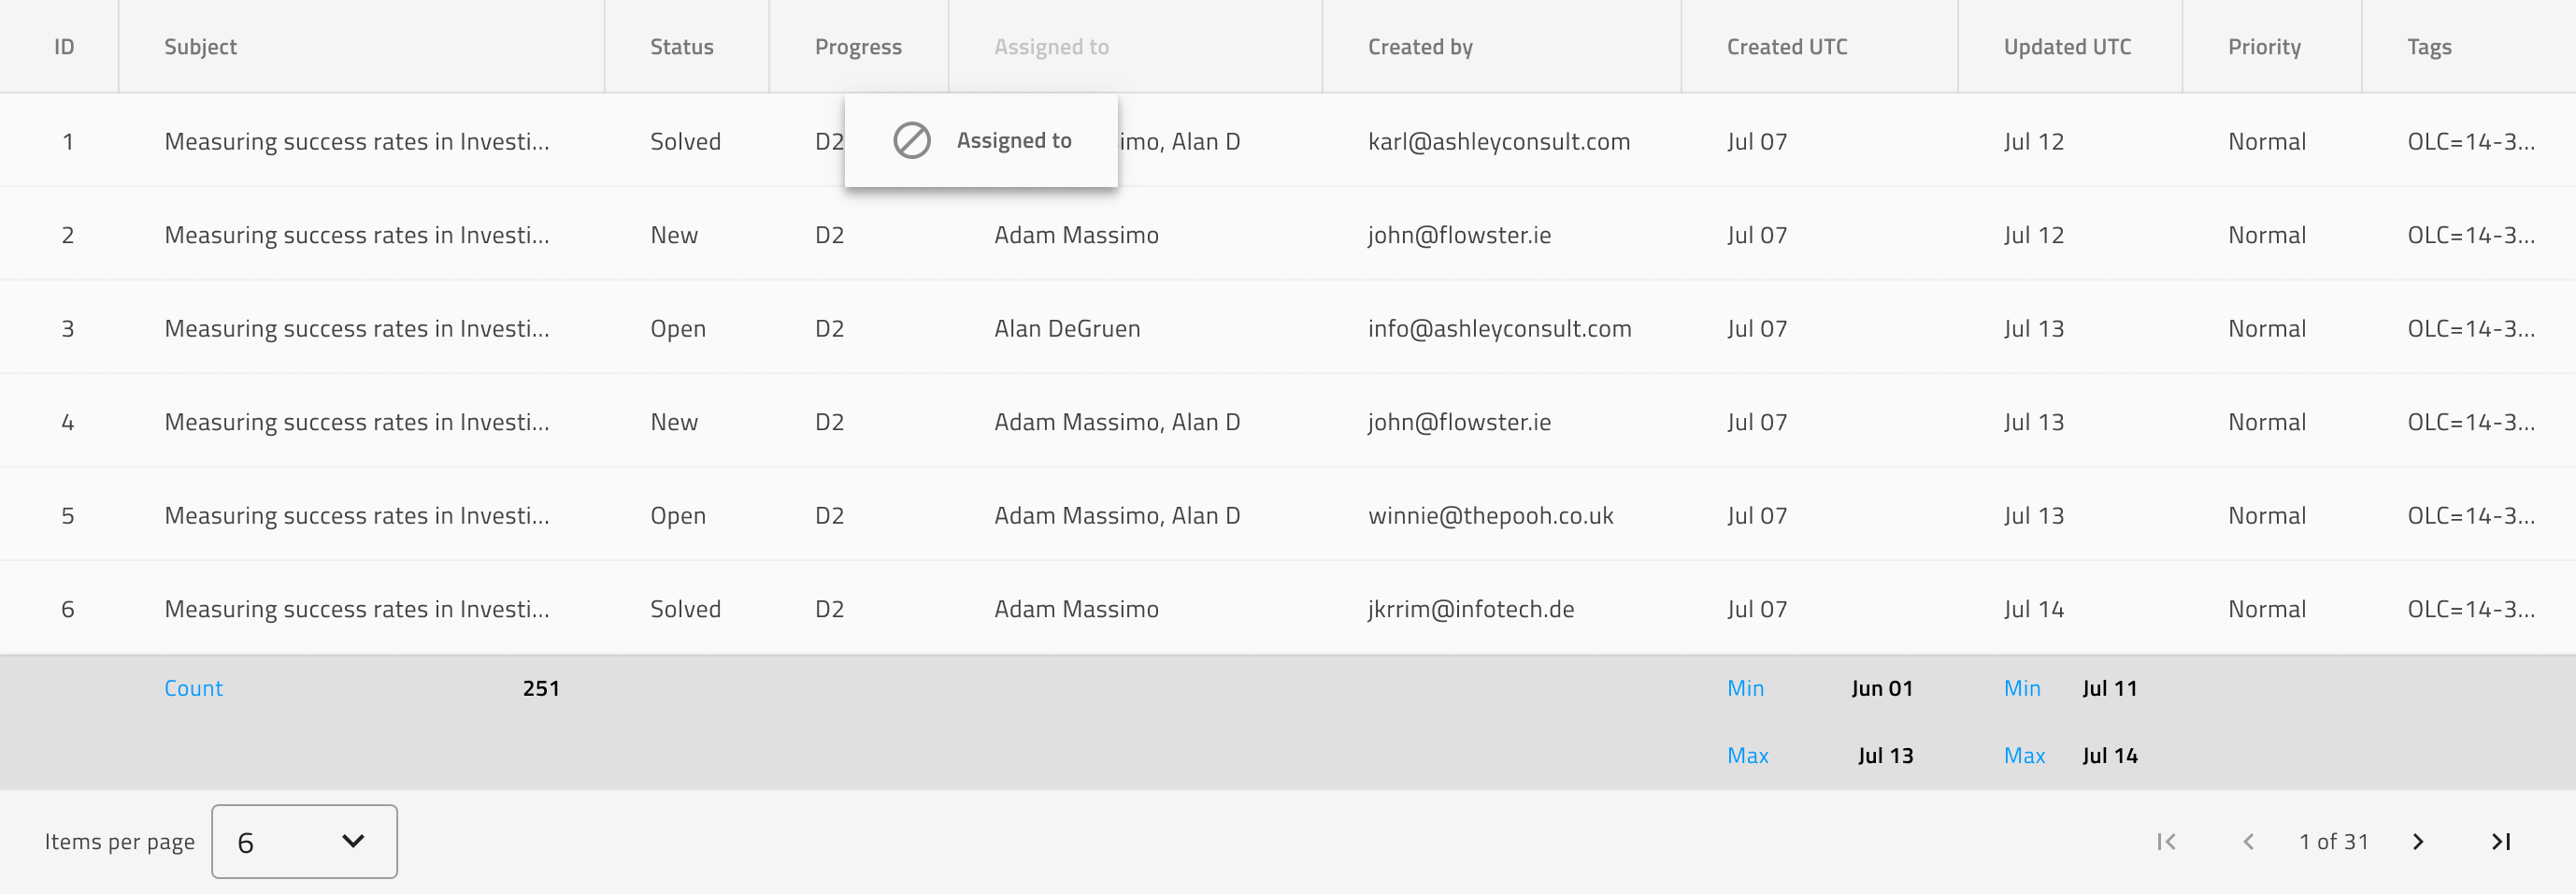 ID Subject Status Progress Assigned to Created by Created UTC Updated UTC Priority Tags
1 Measuring success rates in Investi... Solved D2 Assigned to imo, Alan D karl@ashleyconsult.com Jul 07 Jul 12 Normal OLC=14-3...
2 Measuring success rates in Investi... New D2 Adam Massimo john@flowster.ie Jul 07 Jul 12 Normal OLC=14-3...
3 Measuring success rates in Investi... Open D2 Alan DeGruen info@ashleyconsult.com Jul 07 Jul 13 Normal OLC=14-3...
4 Measuring success rates in Investi... New D2 Adam Massimo, Alan D john@flowster.ie Jul 07 Jul 13 Normal OLC=14-3...
5 Measuring success rates in Investi... Open D2 Adam Massimo, Alan D winnie@thepooh.co.uk Jul 07 Jul 13 Normal OLC=14-3...
6 Measuring success rates in Investi... Solved D2 Adam Massimo jkrrim@infotech.de Jul 07 Jul 14 Normal OLC=14-3...
Count 251 Min Jun 01 Min Jul 11
Max Jul 13 Max Jul 14
Items per page 6 1 of 31